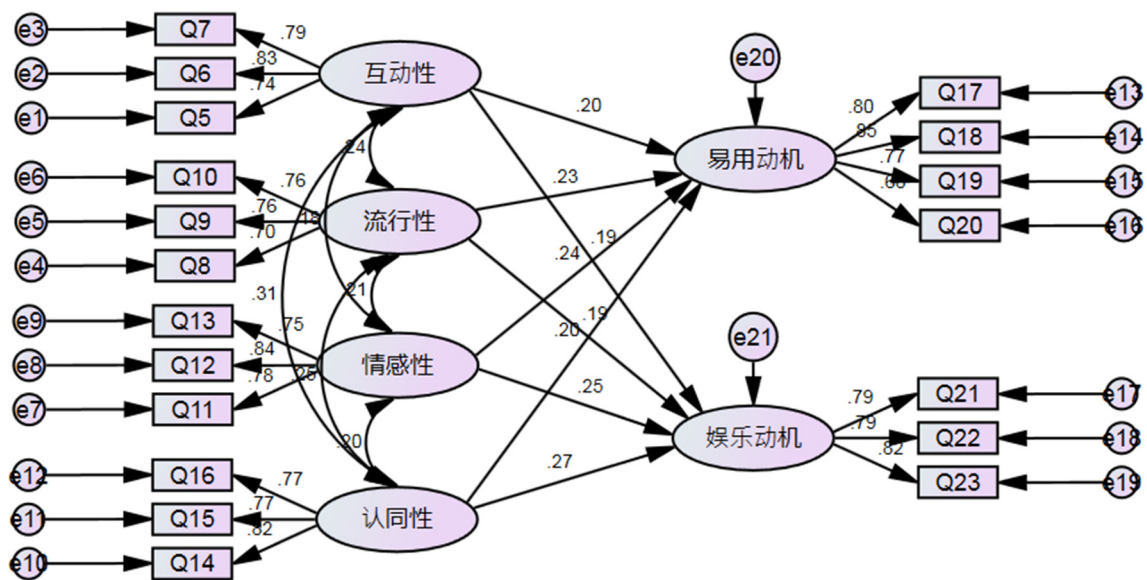 e3
Q7
.79
e2
Q6
.83
互动性
e1
Q5
.74
e6
Q10
.76
e5
Q9
.76
流行性
e4
Q8
.70
e9
Q13
.75
e8
Q12
.84
情感性
e7
Q11
.78
e12
Q16
.77
e11
Q15
.77
认同性
e10
Q14
.82
.24
.18
.31
.21
.25
.20
.20
.23
.24
.19
.19
.20
.25
.27
e20
易用动机
.80
Q17
e13
.85
Q18
e14
.77
Q19
e15
Q20
e16
e21
娱乐动机
.79
Q21
e17
.79
Q22
e18
.82
Q23
e19